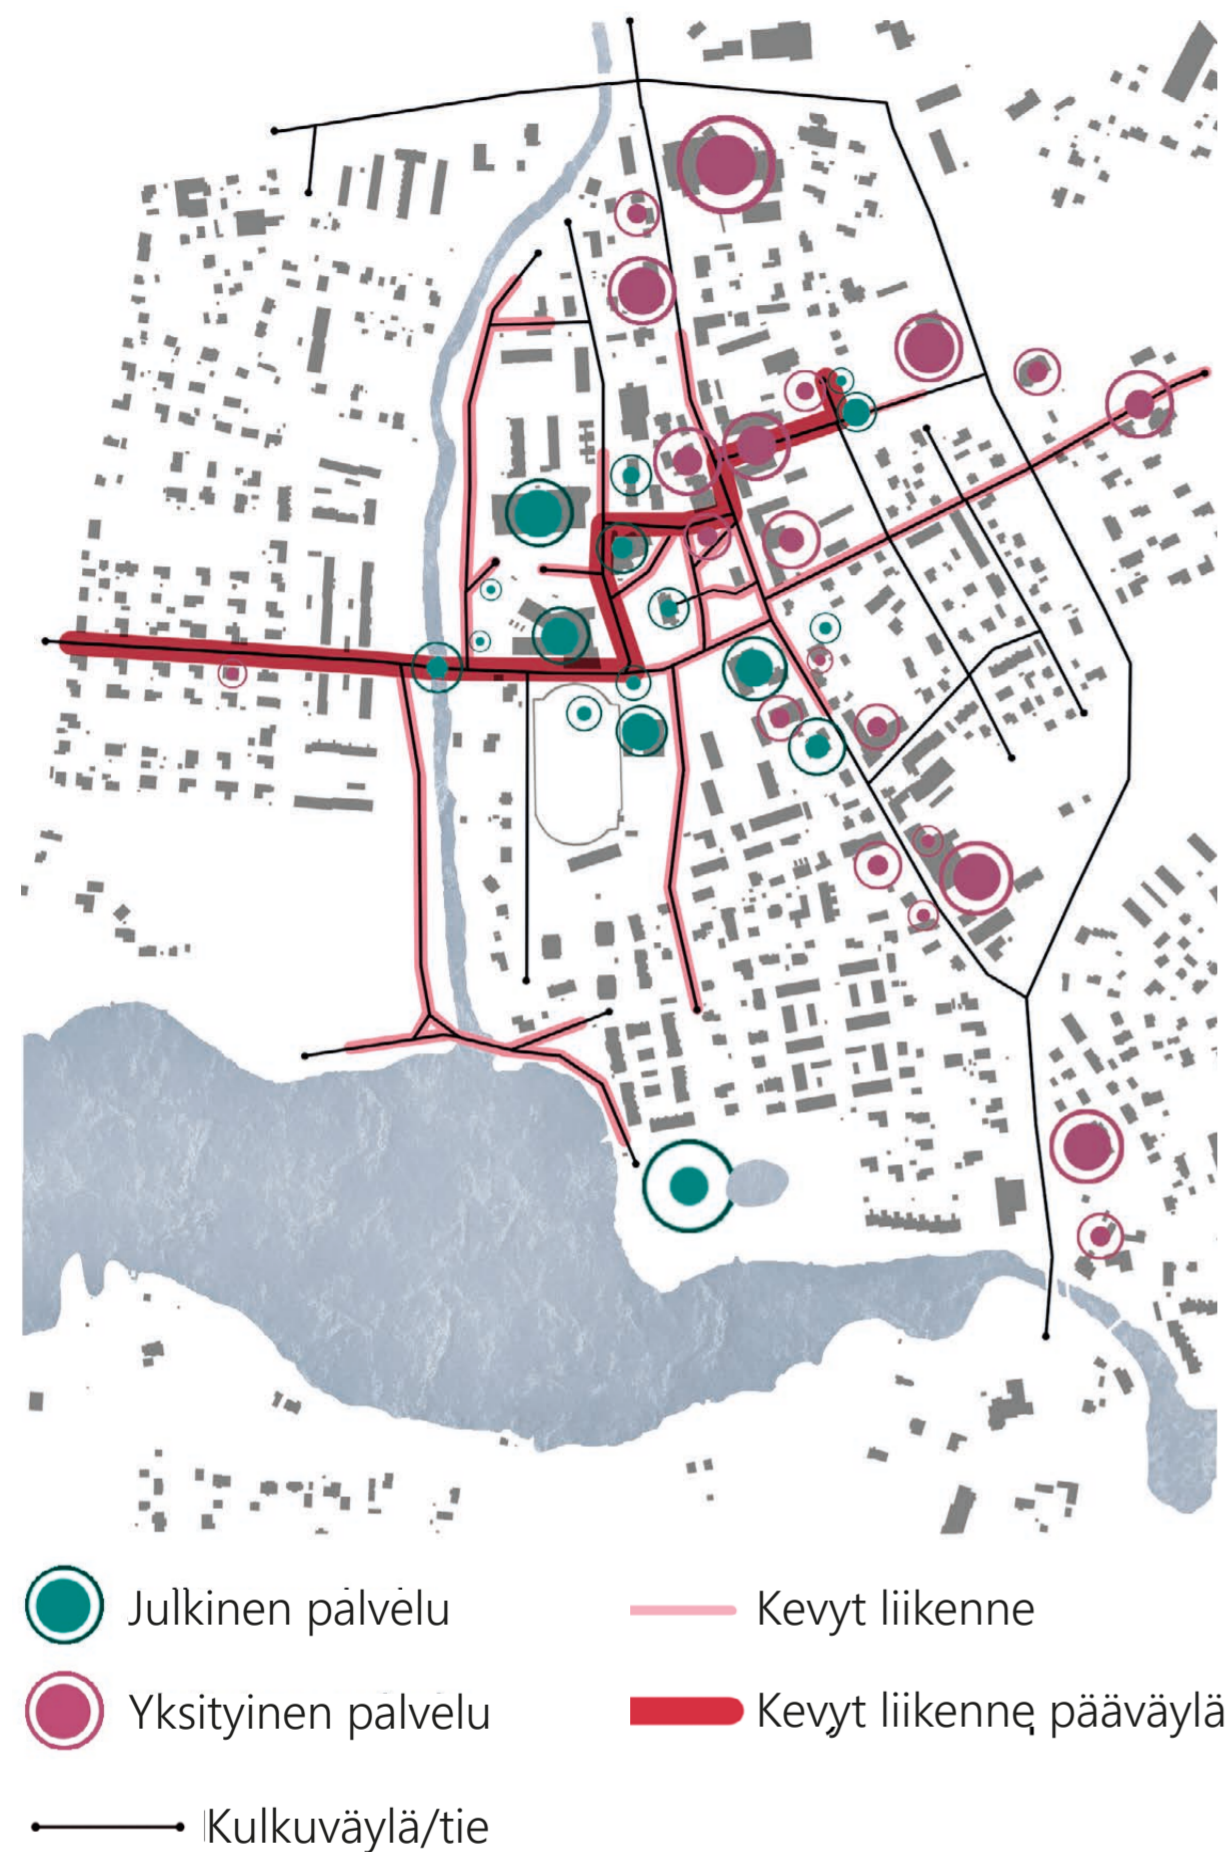 Julkinen palvelu
Yksityinen palvelu
Kulkuväylä/tie
Kevyt liikenne
Kevyt liikenne, pääväylä